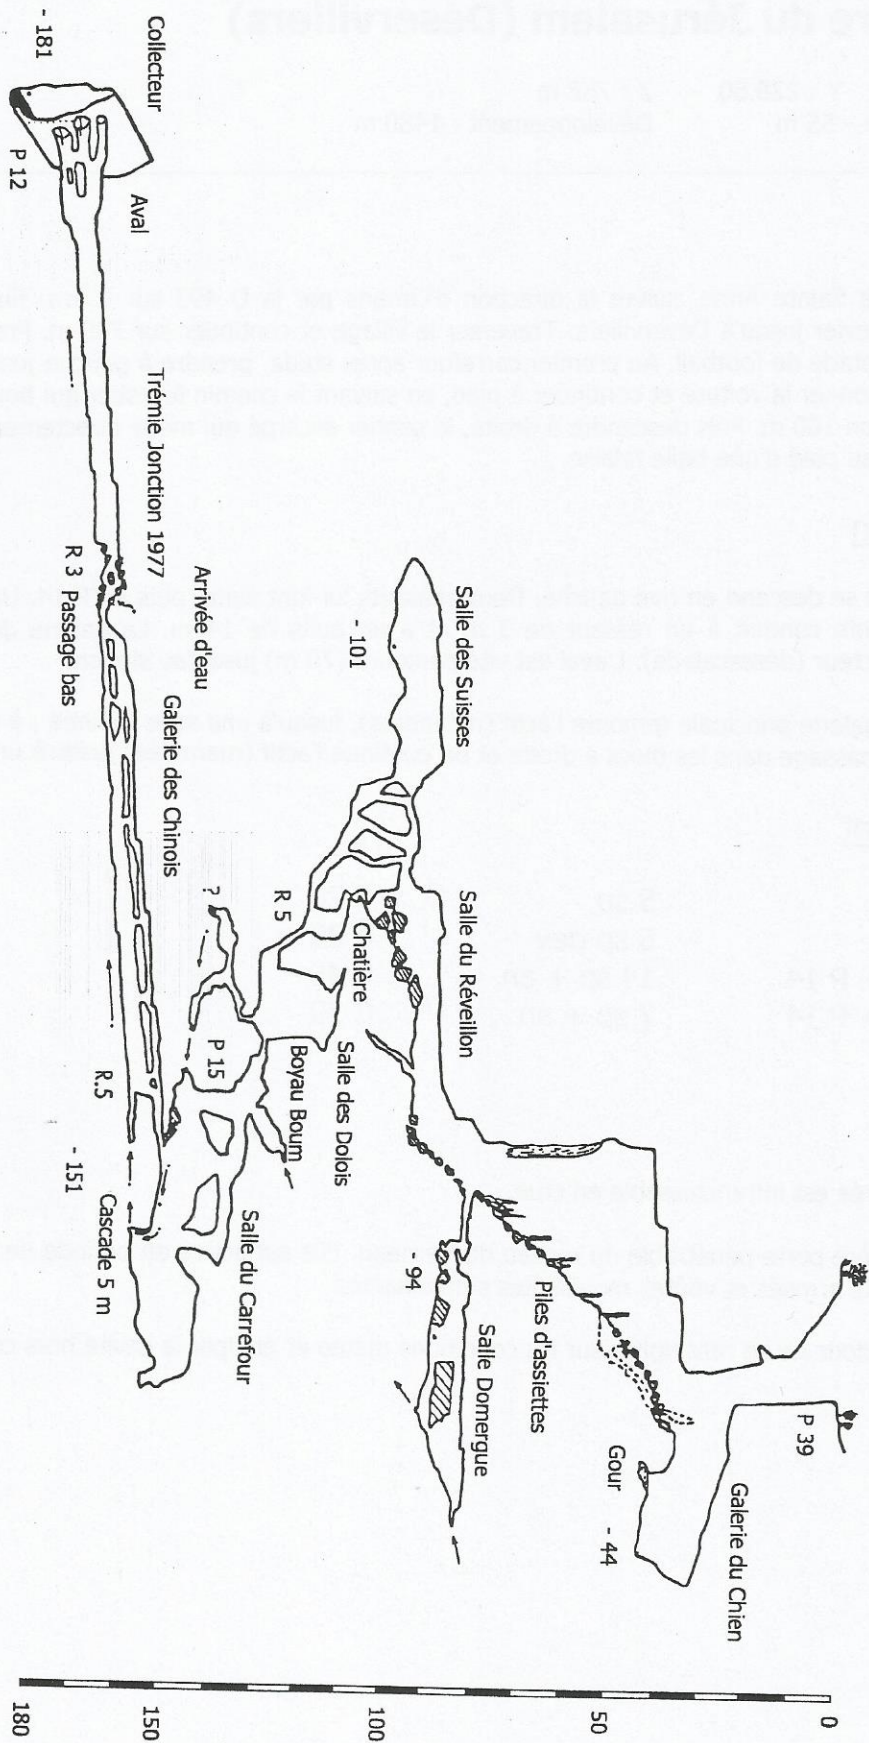 P 39
Galerie du Chien
Gour
- 44
Piles d'assiettes
Salle des Suisses
Salle du Réveillon
Salle Domergue
- 94
- 101
Chatière
Salle des Dolois
R 5
Boyau Boum
Salle du Carrefour
?
P 15
Arrivée d'eau
Galerie des Chinois
Collecteur
Aval
Trémie Jonction 1977
R 3 Passage bas
R.5
Cascade 5 m
- 151
P 12
- 181
0
50
100
150
180